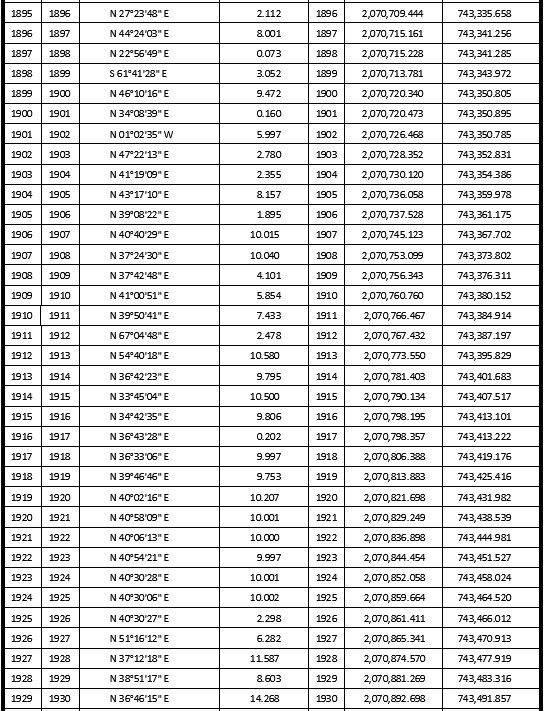 1895 1896 N 27°23'48" E 2.112 1896 2,070,709.444 743,335.658
1896 1897 N 44°24'03" E 8.001 1897 2,070,715.161 743,341.256
1897 1898 N 22°56'49" E 0.073 1898 2,070,715.228 743,341.285
1898 1899 S 61°41'28" E 3.052 1899 2,070,713.781 743,343.972
1899 1900 N 46°10'16" E 9.472 1900 2,070,720.340 743,350.805
1900 1901 N 34°08'39" E 0.160 1901 2,070,720.473 743,350.895
1901 1902 N 01°02'35" W 5.997 1902 2,070,726.468 743,350.785
1902 1903 N 47°22'13" E 2.780 1903 2,070,728.352 743,352.831
1903 1904 N 41°19'09" E 2.355 1904 2,070,730.120 743,354.386
1904 1905 N 43°17'10" E 8.157 1905 2,070,736.058 743,359.978
1905 1906 N 39°08'22" E 1.895 1906 2,070,737.528 743,361.175
1906 1907 N 40°40'29" E 10.015 1907 2,070,745.123 743,367.702
1907 1908 N 37°24'30" E 10.040 1908 2,070,753.099 743,373.802
1908 1909 N 37°42'48" E 4.101 1909 2,070,756.343 743,376.311
1909 1910 N 41°00'51" E 5.854 1910 2,070,760.760 743,380.152
1910 1911 N 39°50'41" E 7.433 1911 2,070,766.467 743,384.914
1911 1912 N 67°04'48" E 2.478 1912 2,070,767.432 743,387.197
1912 1913 N 54°40'18" E 10.580 1913 2,070,773.550 743,395.829
1913 1914 N 36°42'23" E 9.795 1914 2,070,781.403 743,401.683
1914 1915 N 33°45'04" E 10.500 1915 2,070,790.134 743,407.517
1915 1916 N 34°42'35" E 9.806 1916 2,070,798.195 743,413.101
1916 1917 N 36°43'28" E 0.202 1917 2,070,798.357 743,413.222
1917 1918 N 36°33'06" E 9.997 1918 2,070,806.388 743,419.176
1918 1919 N 39°46'46" E 9.753 1919 2,070,813.883 743,425.416
1919 1920 N 40°02'16" E 10.207 1920 2,070,821.698 743,431.982
1920 1921 N 40°58'09" E 10.001 1921 2,070,829.249 743,438.539
1921 1922 N 40°06'13" E 10.000 1922 2,070,836.898 743,444.981
1922 1923 N 40°54'21" E 9.997 1923 2,070,844.454 743,451.527
1923 1924 N 40°30'28" E 10.001 1924 2,070,852.058 743,458.024
1924 1925 N 40°30'06" E 10.002 1925 2,070,859.664 743,464.520
1925 1926 N 40°30'27" E 2.298 1926 2,070,861.411 743,466.012
1926 1927 N 51°16'12" E 6.282 1927 2,070,865.341 743,470.913
1927 1928 N 37°12'18" E 11.587 1928 2,070,874.570 743,477.919
1928 1929 N 38°51'17" E 8.603 1929 2,070,881.269 743,483.316
1929 1930 N 36°46'15" E 14.268 1930 2,070,892.698 743,491.857